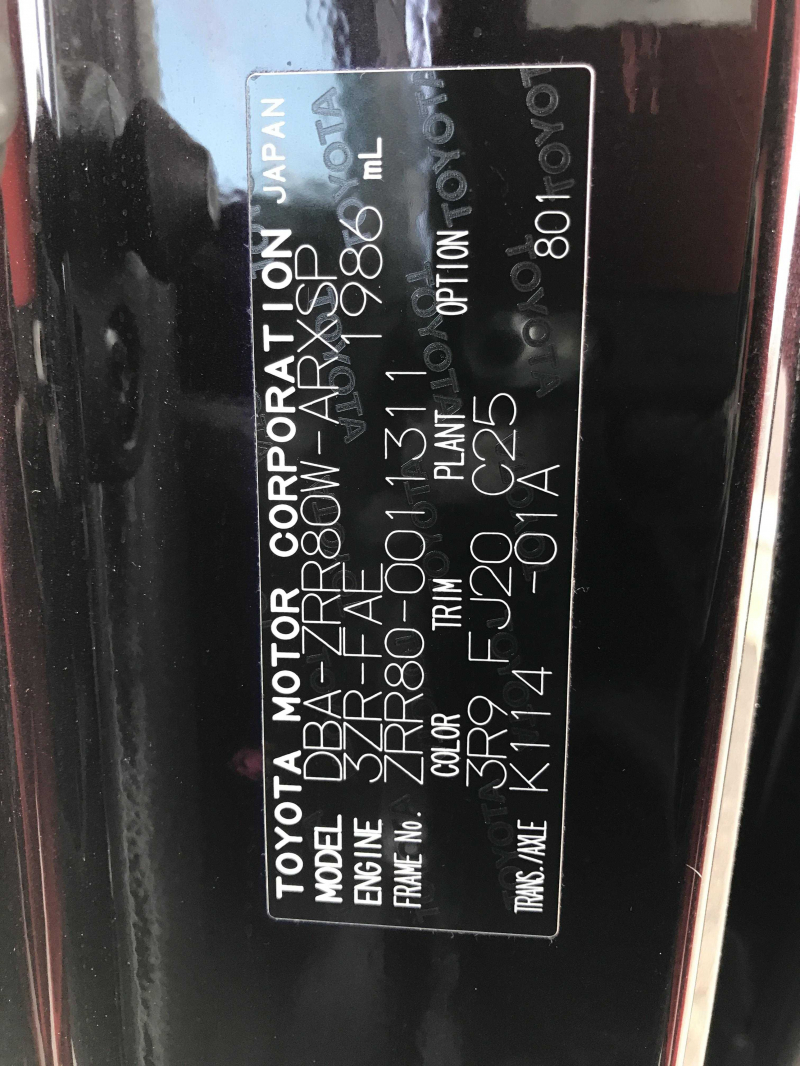 TOYOTA MOTOR CORPORATION JAPAN
MODEL DBA-ZRR80W-ARXSP
ENGINE 3ZR-FAE 1986 mL
FRAME No. ZRR80-0011311
COLOR TRIM PLANT OPTION
3R9 FJ20 C25
TRANS./AXLE K114 -01A 801